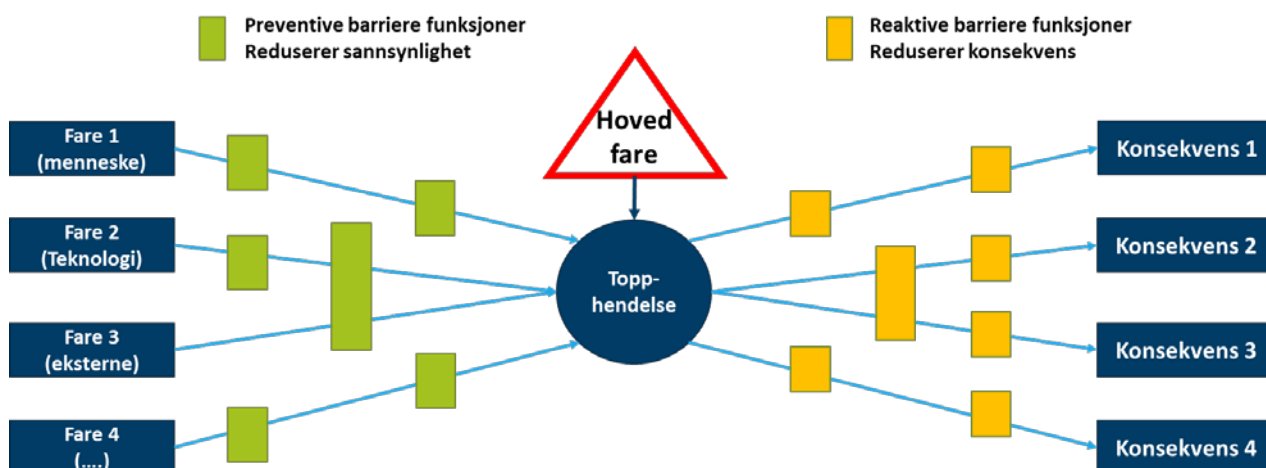 Preventive barriere funksjoner
Reduserer sannsynlighet
Reaktive barriere funksjoner
Reduserer konsekvens
Hoved
fare
Fare 1
(menneske)
Fare 2
(Teknologi)
Fare 3
(eksterne)
Fare 4
(....)
Topp-
hendelse
Konsekvens 1
Konsekvens 2
Konsekvens 3
Konsekvens 4